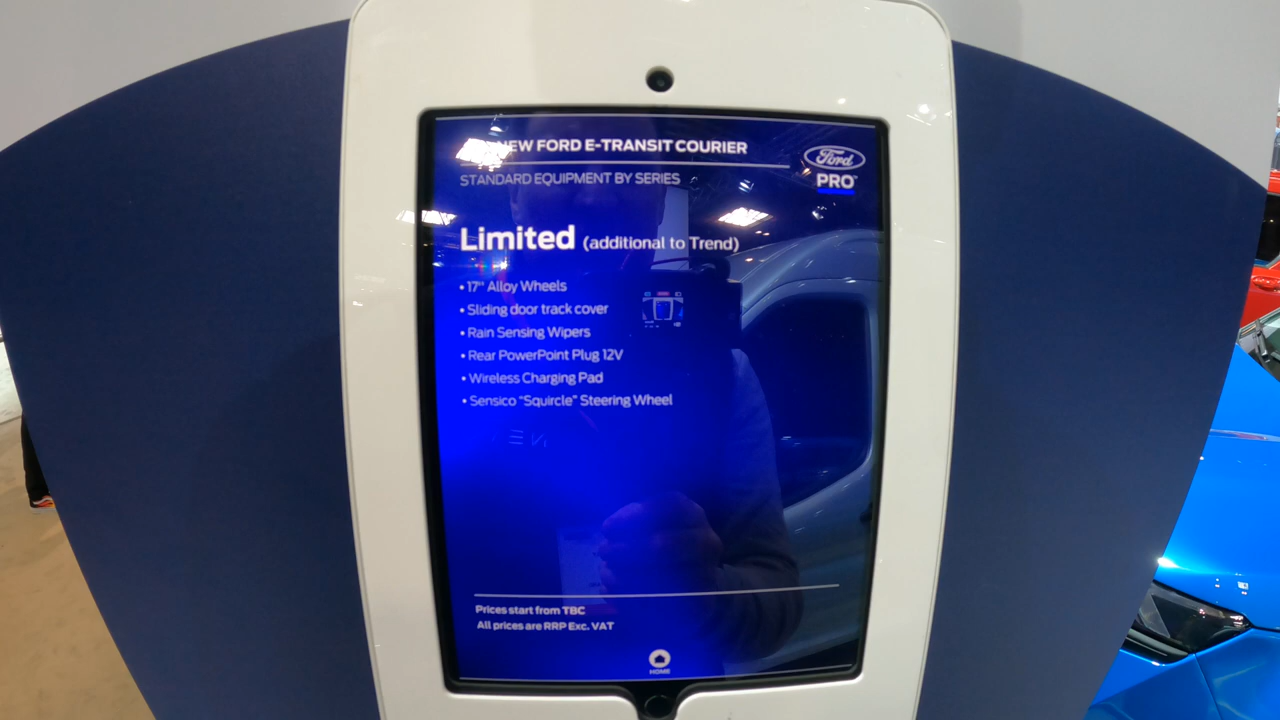 NEW FORD E-TRANSIT COURIER
STANDARD EQUIPMENT BY SERIES
Ford
PRO™
Limited (additional to Trend)
• 17" Alloy Wheels
• Sliding door track cover
• Rain Sensing Wipers
• Rear PowerPoint Plug 12V
• Wireless Charging Pad
• Sensico “Squircle” Steering Wheel
Prices start from TBC
All prices are RRP Exc. VAT
HOME